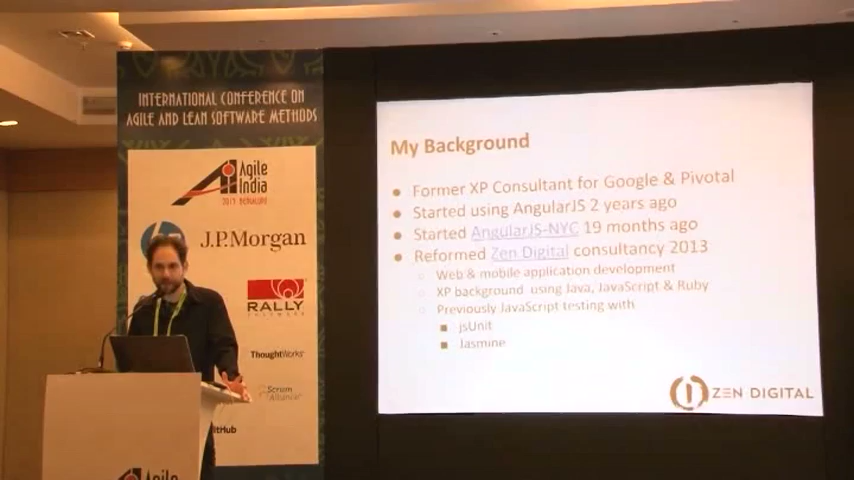 INTERNATIONAL CONFERENCE ON
AGILE AND LEAN SOFTWARE METHODS
Agile
India
J.P.Morgan
RALLY
SOFTWARE
ThoughtWorks
Scrum
Alliance
itHub
Agile
My Background
Former XP Consultant for Google & Pivotal
Started using AngularJS 2 years ago
Started AngularJS-NYC 19 months ago
Reformed Zen Digital consultancy 2013
Web & mobile application development
XP background using Java, JavaScript & Ruby
Previously JavaScript testing with
jsUnit
Jasmine
ZEN DIGITAL